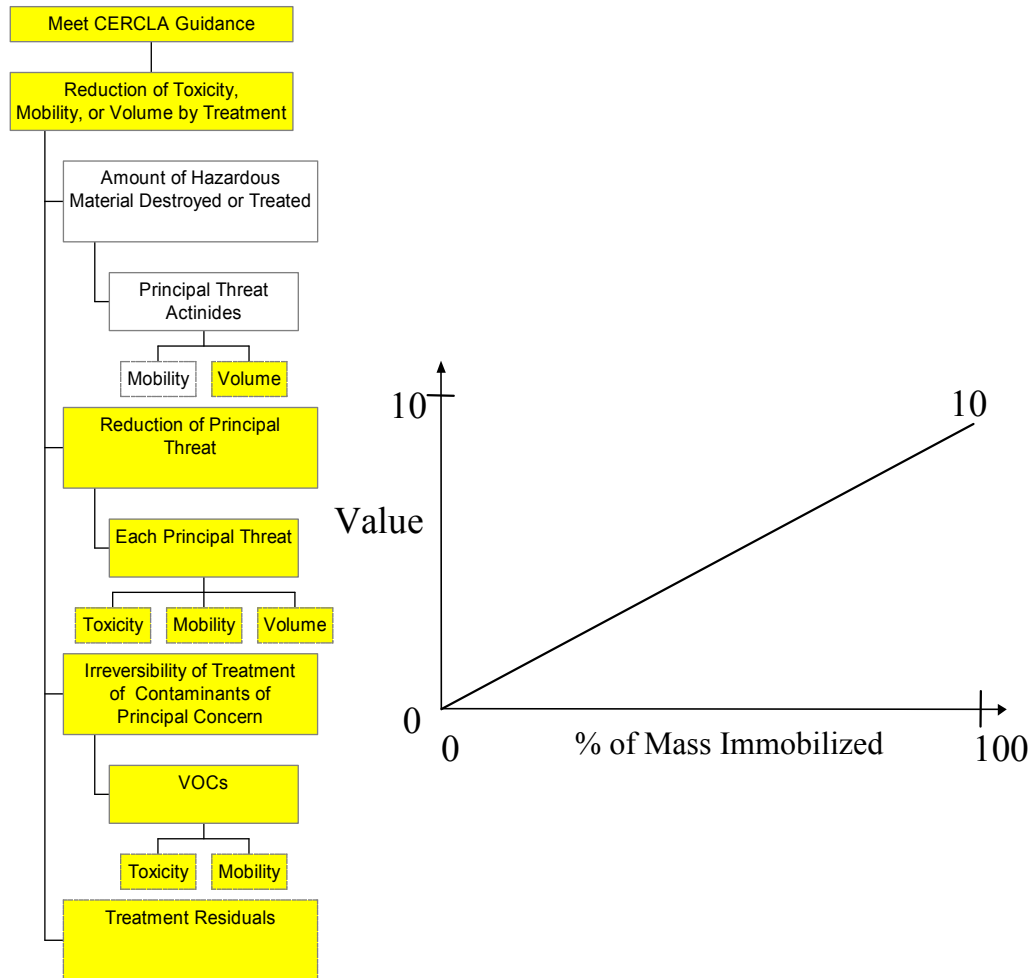 Meet CERCLA Guidance
Reduction of Toxicity,
Mobility, or Volume by Treatment
Amount of Hazardous
Material Destroyed or Treated
Principal Threat
Actinides
Mobility
Volume
Reduction of Principal
Threat
Each Principal Threat
Toxicity
Mobility
Volume
Irreversibility of Treatment
of Contaminants of
Principal Concern
VOCs
Toxicity
Mobility
Treatment Residuals
10
10
Value
0
0
% of Mass Immobilized
100